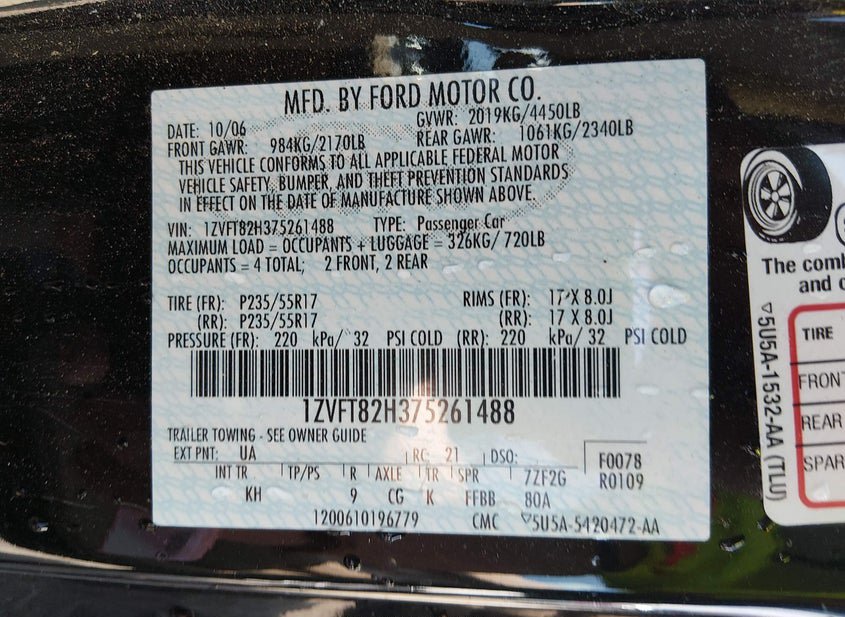 MFD. BY FORD MOTOR CO.
DATE: 10/06 GVWR: 2019KG/4450LB
FRONT GAWR: 984KG/2170LB REAR GAWR: 1061KG/2340LB
THIS VEHICLE CONFORMS TO ALL APPLICABLE FEDERAL MOTOR
VEHICLE SAFETY, BUMPER, AND THEFT PREVENTION STANDARDS
IN EFFECT ON THE DATE OF MANUFACTURE SHOWN ABOVE.
VIN: 1ZVFT82H375261488 TYPE: Passenger Car
MAXIMUM LOAD = OCCUPANTS + LUGGAGE = 326KG/720LB
OCCUPANTS = 4 TOTAL; 2 FRONT, 2 REAR
TIRE (FR): P235/55R17 RIMS (FR): 17 X 8.0J
(RR): P235/55R17 (RR): 17 X 8.0J
PRESSURE (FR): 220 kPa/ 32 PSI COLD (RR): 220 kPa/ 32 PSI COLD
1ZVFT82H375261488
TRAILER TOWING - SEE OWNER GUIDE
EXT PNT: UA RC: 21 DSO: F0078
INT TR TP/PS R AXLE TR SPR 7ZF2G R0109
KH 9 CG K FFBB 80A
1200610196779 CMC ▽5U5A-5420472-AA
The comb
and c
TIRE
FRONT
REAR
SPAR
▽5U5A-1532-AA (TLU)